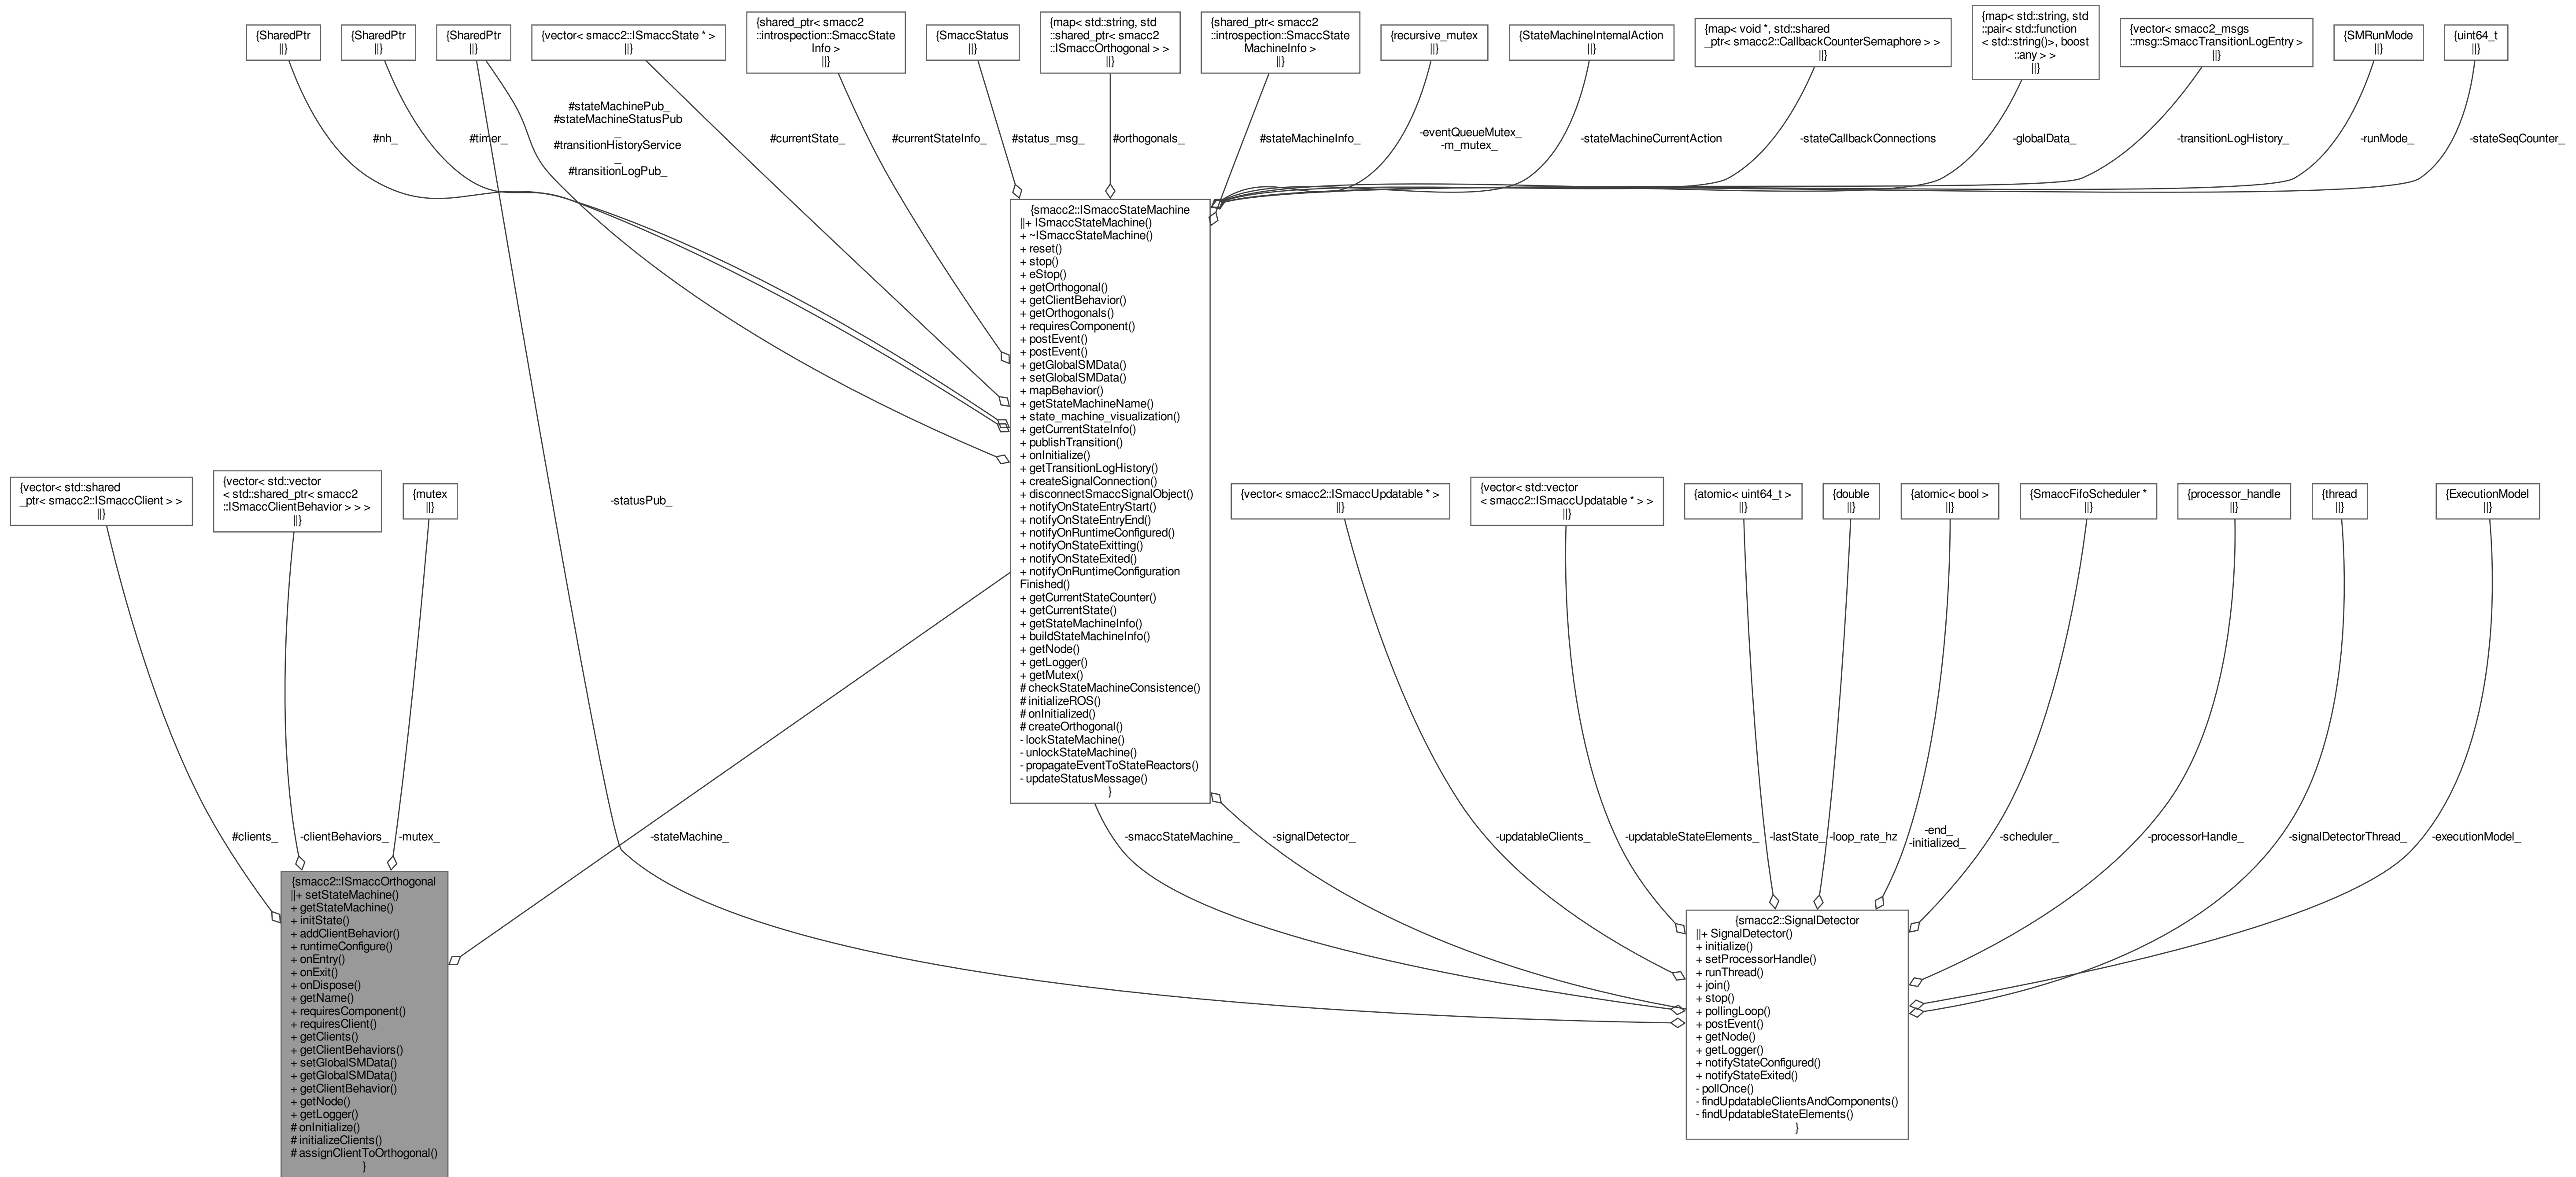 {SharedPtr
||}
{SharedPtr
||}
{SharedPtr
||}
{vector< smacc2::ISmaccState * >
||}
{shared_ptr< smacc2
::introspection::SmaccState
Info >
||}
{SmaccStatus
||}
{map< std::string, std
::shared_ptr< smacc2
::ISmaccOrthogonal > >
||}
{shared_ptr< smacc2
::introspection::SmaccState
MachineInfo >
||}
{recursive_mutex
||}
{StateMachineInternalAction
||}
{map< void *, std::shared
_ptr< smacc2::CallbackCounterSemaphore > >
||}
{map< std::string, std
::pair< std::function
< std::string()>, boost
::any > >
||}
{vector< smacc2_msgs
::msg::SmaccTransitionLogEntry >
||}
{SMRunMode
||}
{uint64_t
||}
#nh_
#timer_
#stateMachinePub_
#stateMachineStatusPub
_
#transitionHistoryService
_
#transitionLogPub_
#currentState_
#currentStateInfo_
#status_msg_
#orthogonals_
#stateMachineInfo_
-eventQueueMutex_
-m_mutex_
-stateMachineCurrentAction
-stateCallbackConnections
-globalData_
-transitionLogHistory_
-runMode_
-stateSeqCounter_
{smacc2::ISmaccStateMachine
||+ ISmaccStateMachine()
+ ~ISmaccStateMachine()
+ reset()
+ stop()
+ eStop()
+ getOrthogonal()
+ getClientBehavior()
+ getOrthogonals()
+ requiresComponent()
+ postEvent()
+ postEvent()
+ getGlobalSMData()
+ setGlobalSMData()
+ mapBehavior()
+ getStateMachineName()
+ state_machine_visualization()
+ getCurrentStateInfo()
+ publishTransition()
+ onInitialize()
+ getTransitionLogHistory()
+ createSignalConnection()
+ disconnectSmaccSignalObject()
+ notifyOnStateEntryStart()
+ notifyOnStateEntryEnd()
+ notifyOnRuntimeConfigured()
+ notifyOnStateExitting()
+ notifyOnStateExited()
+ notifyOnRuntimeConfiguration
Finished()
+ getCurrentStateCounter()
+ getCurrentState()
+ getStateMachineInfo()
+ buildStateMachineInfo()
+ getNode()
+ getLogger()
+ getMutex()
# checkStateMachineConsistence()
# initializeROS()
# onInitialized()
# createOrthogonal()
- lockStateMachine()
- unlockStateMachine()
- propagateEventToStateReactors()
- updateStatusMessage()
}
{vector< std::shared
_ptr< smacc2::ISmaccClient > >
||}
{vector< std::vector
< std::shared_ptr< smacc2
::ISmaccClientBehavior > > >
||}
{mutex
||}
-statusPub_
{vector< smacc2::ISmaccUpdatable * >
||}
{vector< std::vector
< smacc2::ISmaccUpdatable * > >
||}
{atomic< uint64_t >
||}
{double
||}
{atomic< bool >
||}
{SmaccFifoScheduler *
||}
{processor_handle
||}
{thread
||}
{ExecutionModel
||}
#clients_
-clientBehaviors_
-mutex_
-stateMachine_
-smaccStateMachine_
-signalDetector_
-updatableClients_
-updatableStateElements_
-lastState_
-loop_rate_hz
-end_
-initialized_
-scheduler_
-processorHandle_
-signalDetectorThread_
-executionModel_
{smacc2::ISmaccOrthogonal
||+ setStateMachine()
+ getStateMachine()
+ initState()
+ addClientBehavior()
+ runtimeConfigure()
+ onEntry()
+ onExit()
+ onDispose()
+ getName()
+ requiresComponent()
+ requiresClient()
+ getClients()
+ getClientBehaviors()
+ setGlobalSMData()
+ getGlobalSMData()
+ getClientBehavior()
+ getNode()
+ getLogger()
# onInitialize()
# initializeClients()
# assignClientToOrthogonal()
}
{smacc2::SignalDetector
||+ SignalDetector()
+ initialize()
+ setProcessorHandle()
+ runThread()
+ join()
+ stop()
+ pollingLoop()
+ postEvent()
+ getNode()
+ getLogger()
+ notifyStateConfigured()
+ notifyStateExited()
- pollOnce()
- findUpdatableClientsAndComponents()
- findUpdatableStateElements()
}